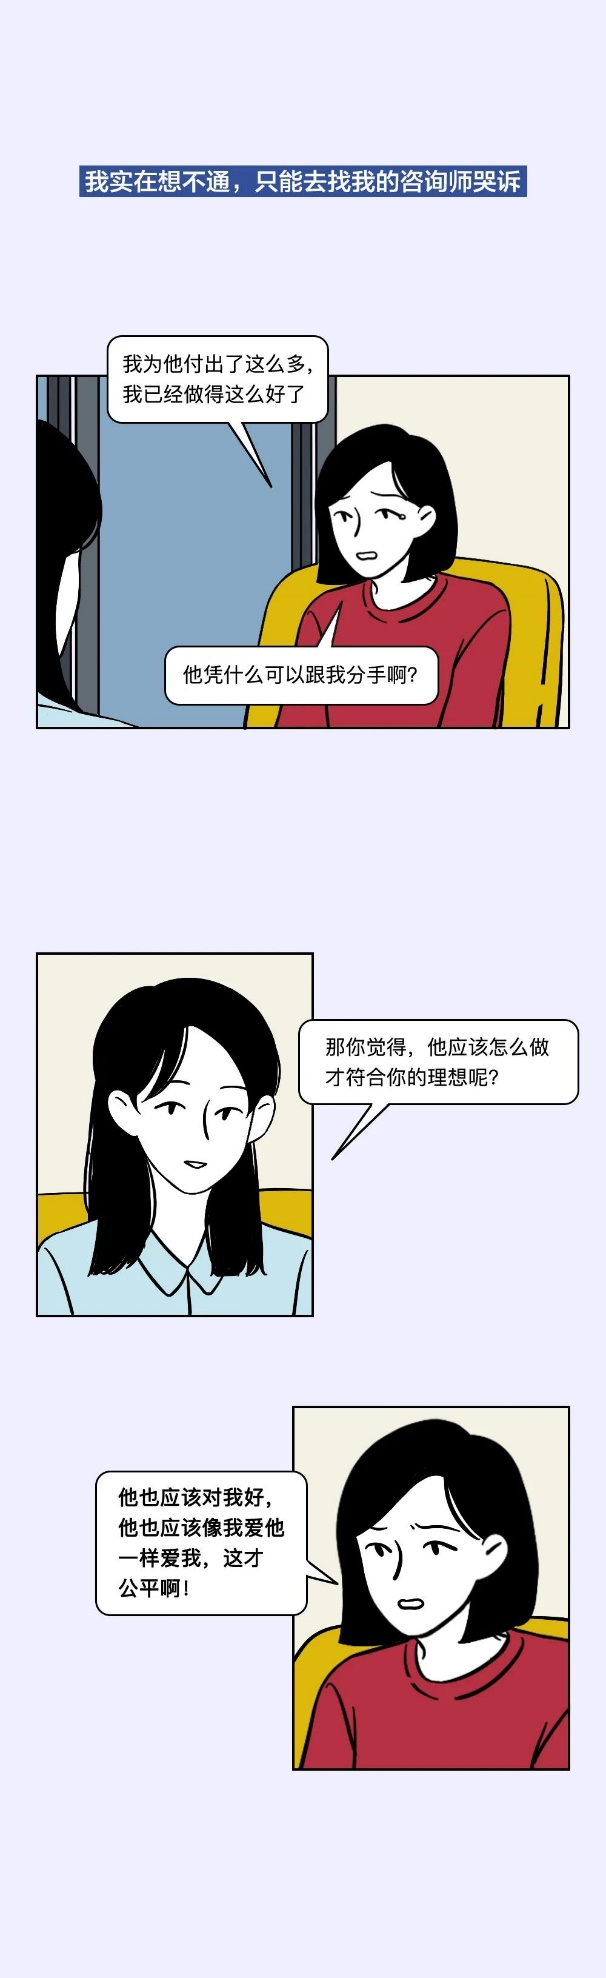 我实在想不通，只能去找我的咨询师哭诉
我为他付出了这么多，
我已经做得这么好了
他凭什么可以跟我分手啊？
那你觉得，他应该怎么做
才符合你的理想呢？
他也应该对我好，
他也应该像我爱他
一样爱我，这才
公平啊！